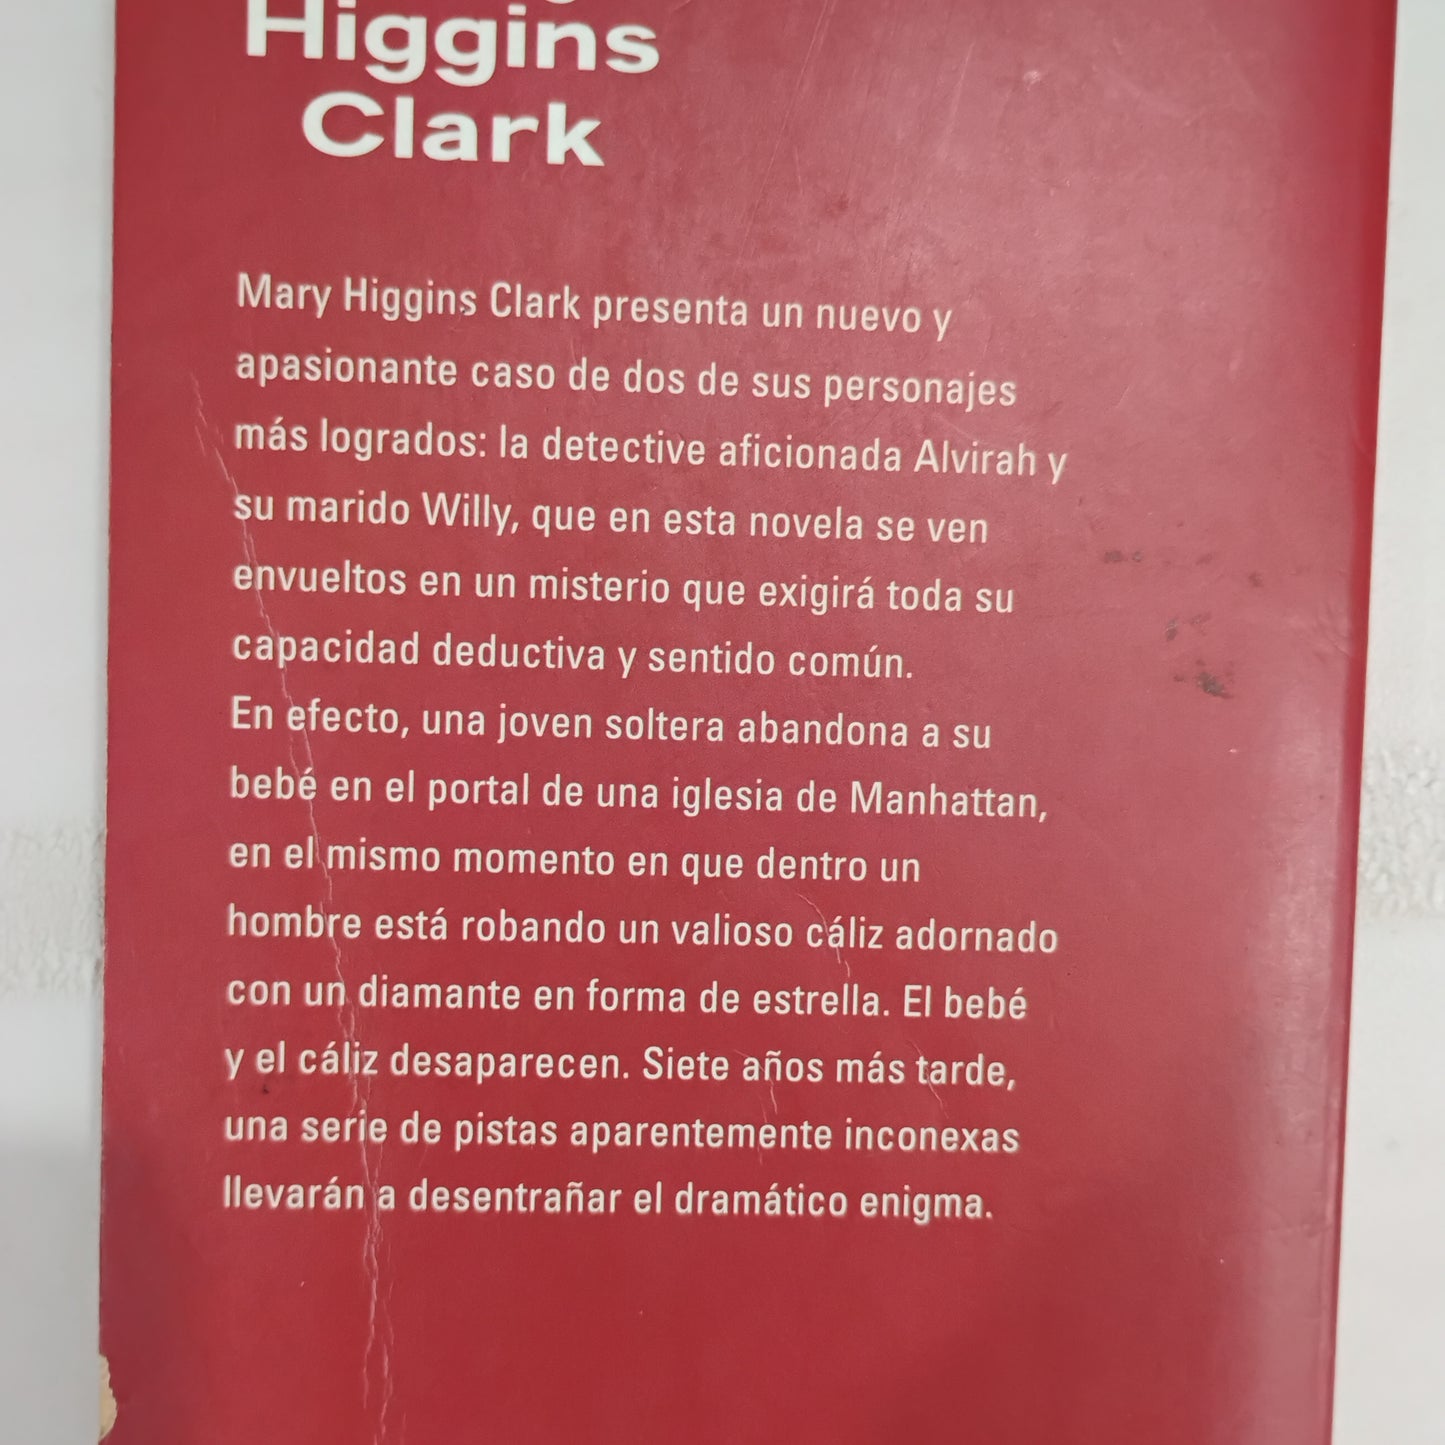 Higgins
Clark
Mary Higgins Clark presenta un nuevo y
apasionante caso de dos de sus personajes
más logrados: la detective aficionada Alvirah y
su marido Willy, que en esta novela se ven
envueltos en un misterio que exigirá toda su
capacidad deductiva y sentido común.
En efecto, una joven soltera abandona a su
bebé en el portal de una iglesia de Manhattan,
en el mismo momento en que dentro un
hombre está robando un valioso cáliz adornado
con un diamante en forma de estrella. El bebé
y el cáliz desaparecen. Siete años más tarde,
una serie de pistas aparentemente inconexas
llevarán a desentrañar el dramático enigma.